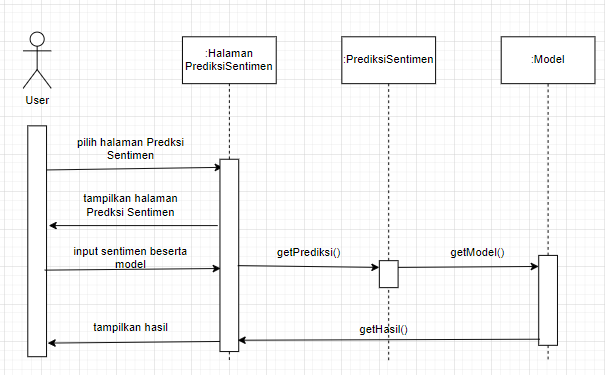 :Halaman
PrediksiSentimen
:PrediksiSentimen
:Model
User
pilih halaman Predksi
Sentimen
tampilkan halaman
Predksi Sentimen
input sentimen beserta
model
getPrediksi()
getModel()
tampilkan hasil
getHasil()